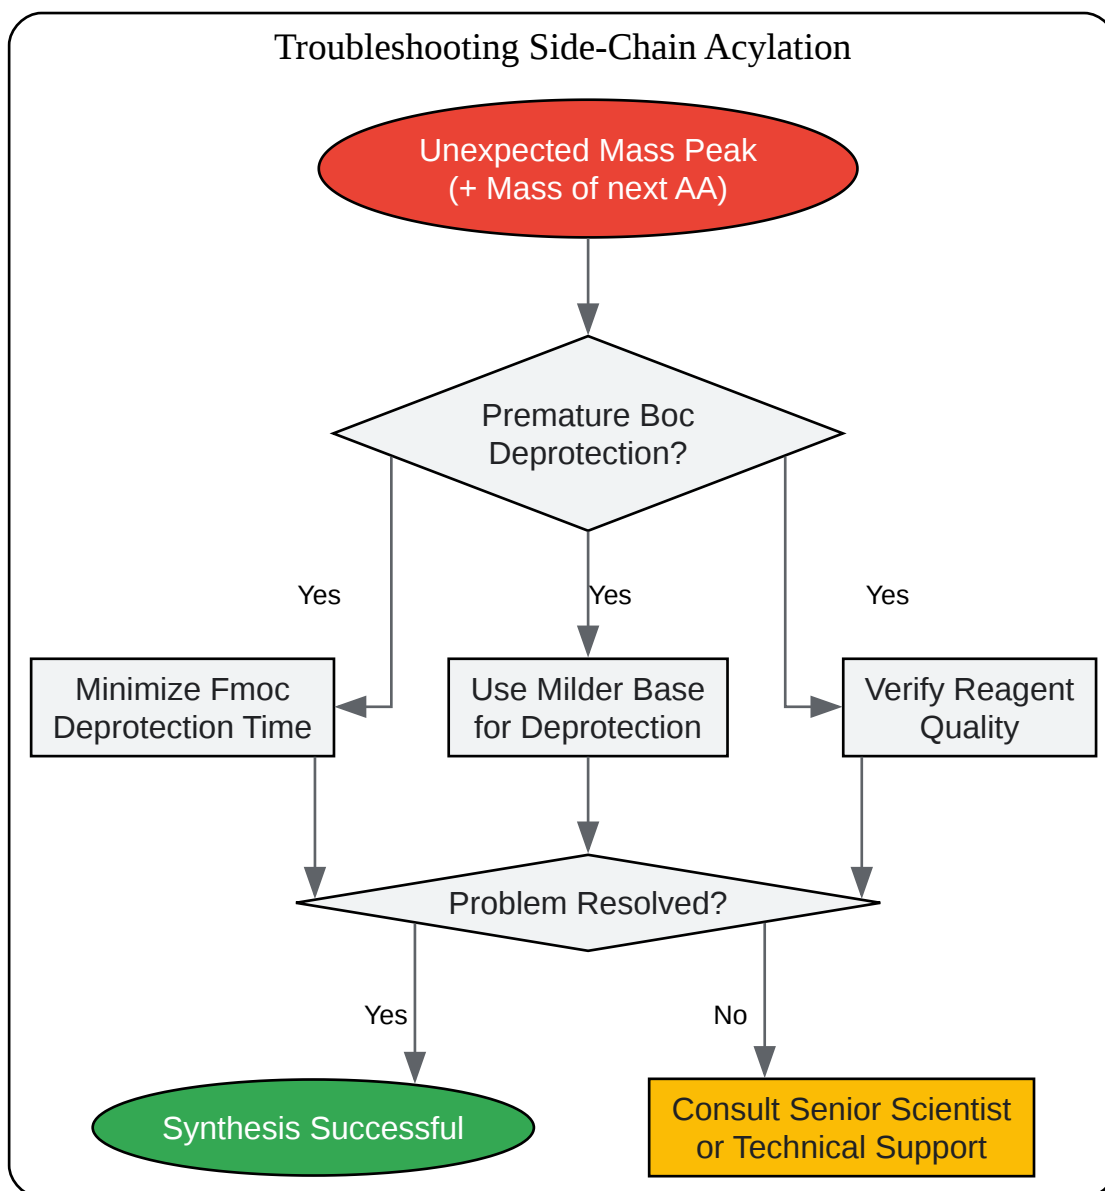 Troubleshooting Side-Chain Acylation
Unexpected Mass Peak
(+ Mass of next AA)
Premature Boc
Deprotection?
Yes
Yes
Yes
Minimize Fmoc
Deprotection Time
Use Milder Base
for Deprotection
Verify Reagent
Quality
Problem Resolved?
Yes
No
Synthesis Successful
Consult Senior Scientist
or Technical Support